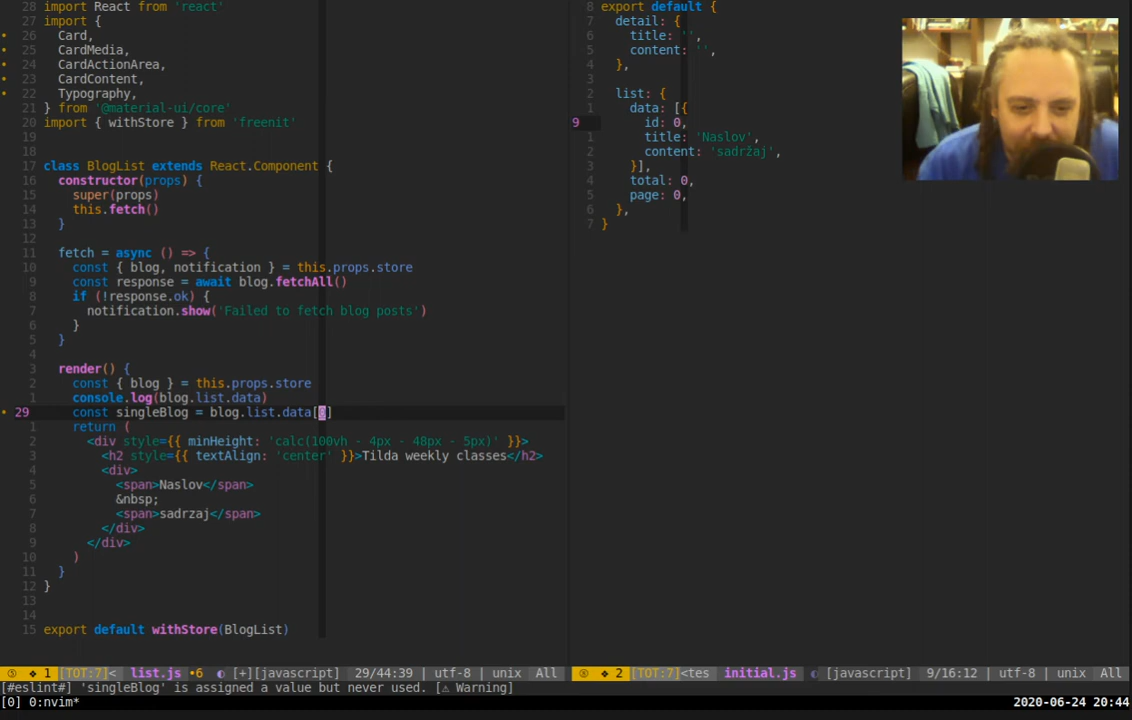 28 import React from 'react'
27 import {
26 Card,
25 CardMedia,
24 CardActionArea,
23 CardContent,
22 Typography,
21 } from '@material-ui/core'
20 import { withStore } from 'freenit'
19
18
17 class BlogList extends React.Component {
16 constructor(props) {
15 super(props)
14 this.fetch()
13 }
12
11 fetch = async () => {
10 const { blog, notification } = this.props.store
9 const response = await blog.fetchAll()
8 if (!response.ok) {
7 notification.show('Failed to fetch blog posts')
6 }
5 }
4
3 render() {
2 const { blog } = this.props.store
1 console.log(blog.list.data)
29 const singleBlog = blog.list.data[0]
1 return (
2 <div style={{ minHeight: 'calc(100vh - 4px - 48px - 5px)' }}>
3 <h2 style={{ textAlign: 'center' }}>Tilda weekly classes</h2>
4 <div>
5 <span>Naslov</span>
6 &nbsp;
7 <span>sadrzaj</span>
8 </div>
9 </div>
10 )
11 }
12 }
13
14
15 export default withStore(BlogList)
8 export default {
7 detail: {
6 title: '',
5 content: '',
4 },
3
2 list: {
1 data: [{
9 id: 0,
1 title: 'Naslov',
2 content: 'sadržaj',
3 }],
4 total: 0,
5 page: 0,
6 },
7 }
1 [TOT:7]< list.js •6 [+][javascript] 29/44:39 | utf-8 | unix All
2 [TOT:7]<tes initial.js [javascript] 9/16:12 | utf-8 | unix All
[#eslint#] 'singleBlog' is assigned a value but never used. [⚠ Warning]
[0] 0:nvim* 2020-06-24 20:44